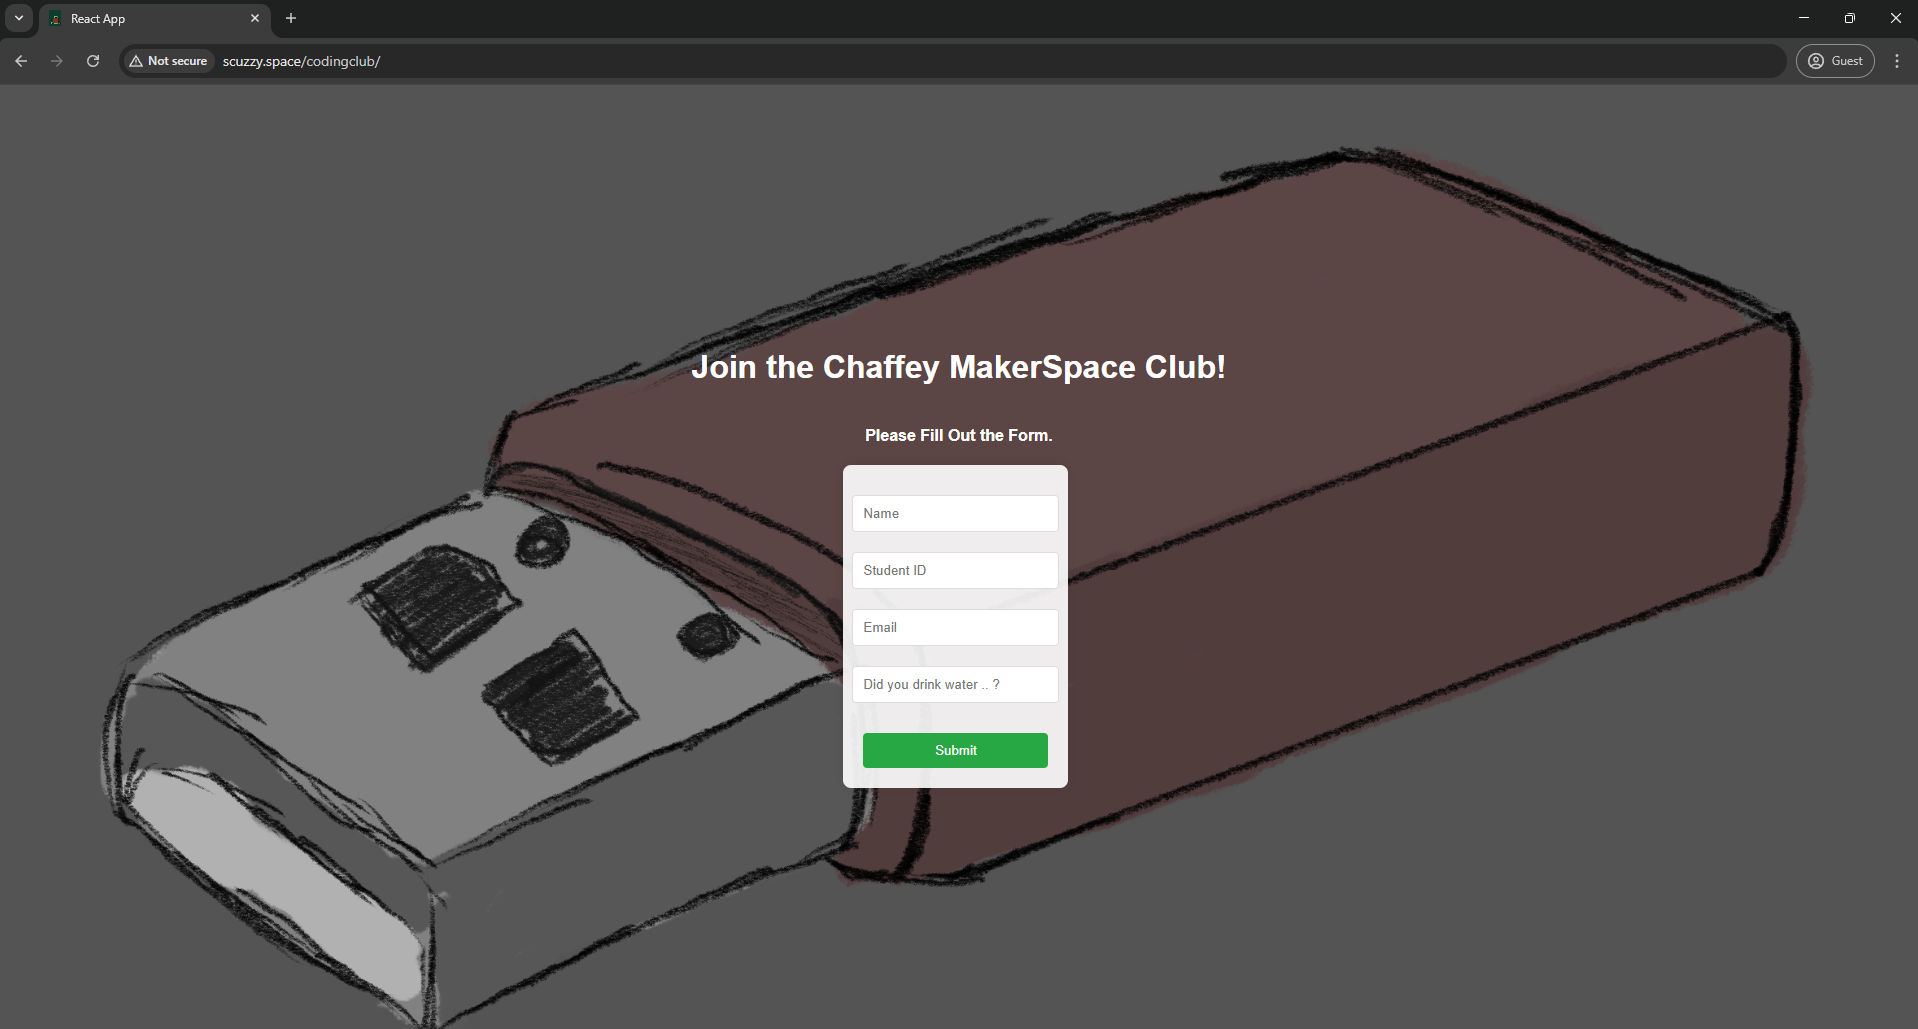 React App
Not secure
scuzzy.space/codingclub/
Guest
Join the Chaffey MakerSpace Club!
Please Fill Out the Form.
Name
Student ID
Email
Did you drink water .. ?
Submit